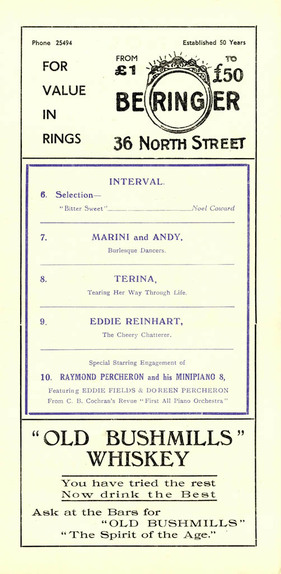 Phone 25494 Established 50 Years
FOR
VALUE
IN
RINGS
FROM
£1
TO
£50
BERINGER
36 NORTH STREET
INTERVAL.
6. Selection—
"Bitter Sweet" Noel Coward
7. MARINI and ANDY,
Burlesque Dancers.
8. TERINA,
Tearing Her Way Through Life.
9. EDDIE REINHART,
The Cheery Chatterer.
Special Starring Engagement of
10. RAYMOND PERCHERON and his MINIPIANO 8,
Featuring EDDIE FIELDS & DOREEN PERCHERON
From C. B. Cochran's Revue "First All Piano Orchestra"
"OLD BUSHMILLS"
WHISKEY
You have tried the rest
Now drink the Best
Ask at the Bars for
"OLD BUSHMILLS"
"The Spirit of the Age."